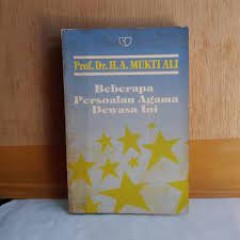 Prof. Dr. H. A. MUKTI ALI
Beberapa
Persoalan Agama
Dewasa Ini